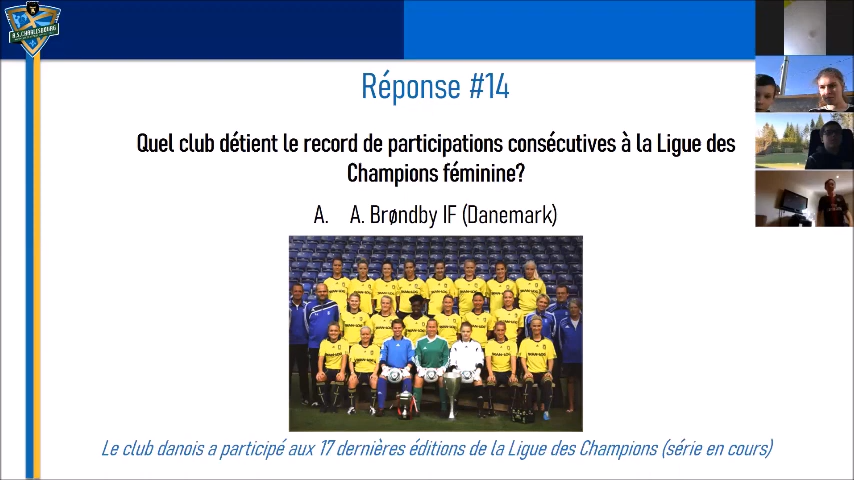 A.S. CHARLESBOURG
Réponse #14
Quel club détient le record de participations consécutives à la Ligue des
Champions féminine?
A. A. Brøndby IF (Danemark)
Le club danois a participé aux 17 dernières éditions de la Ligue des Champions (série en cours)